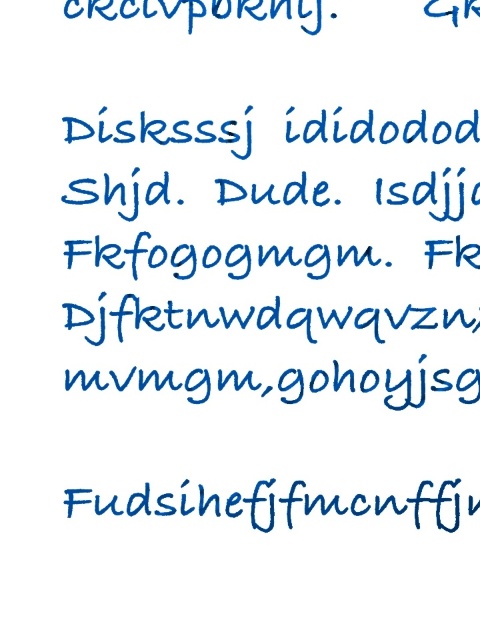 Disksssj ididodod
Shjd. Dude. Isdjj
Fkfogogmgm. Fk
Djfktnwdqwqvzn
mvmgm,gohoyjsg
Fudsihefjfmcnffj